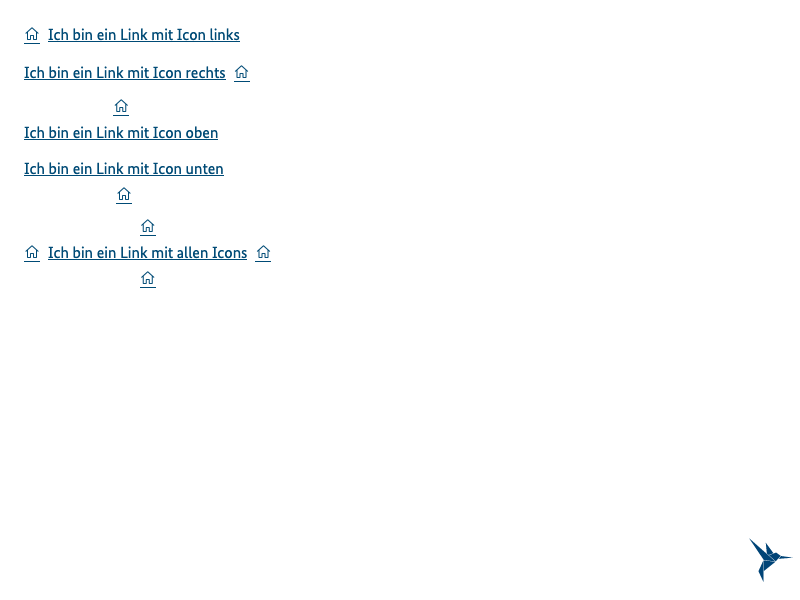 Ich bin ein Link mit Icon links
Ich bin ein Link mit Icon rechts
Ich bin ein Link mit Icon oben
Ich bin ein Link mit Icon unten
Ich bin ein Link mit allen Icons